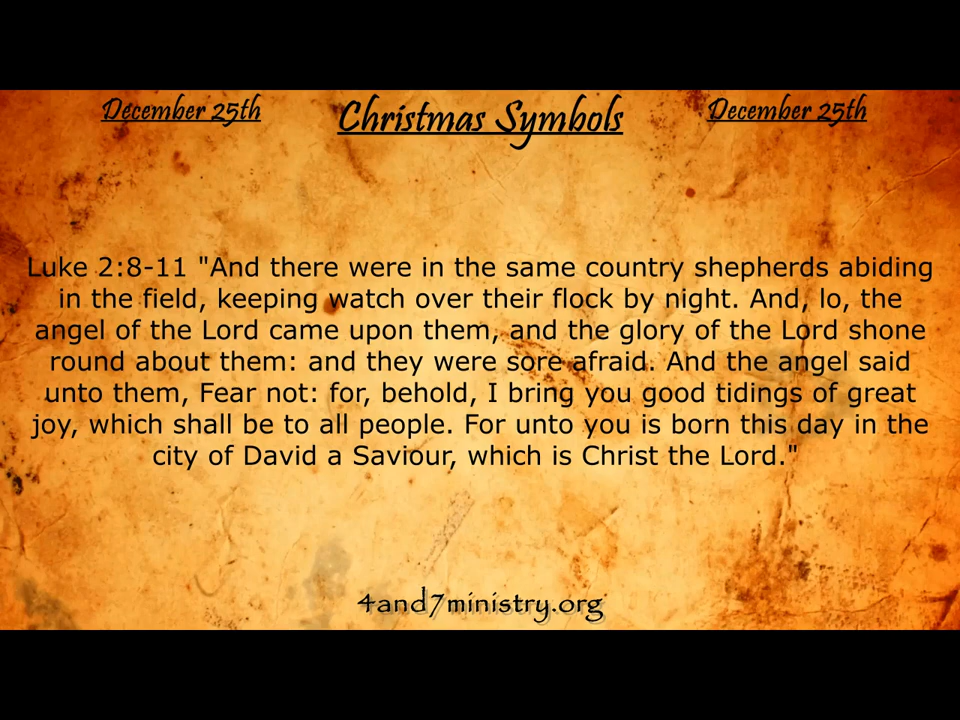 December 25th Christmas Symbols December 25th
Luke 2:8-11 "And there were in the same country shepherds abiding
in the field, keeping watch over their flock by night. And, lo, the
angel of the Lord came upon them, and the glory of the Lord shone
round about them: and they were sore afraid. And the angel said
unto them, Fear not: for, behold, I bring you good tidings of great
joy, which shall be to all people. For unto you is born this day in the
city of David a Saviour, which is Christ the Lord."
4and7ministry.org